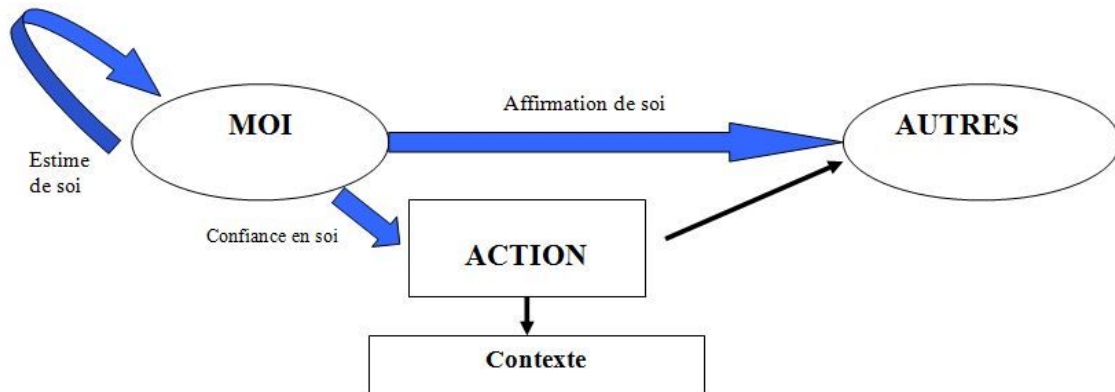 MOI
Affirmation de soi
AUTRES
Estime
de soi
Confiance en soi
ACTION
Contexte